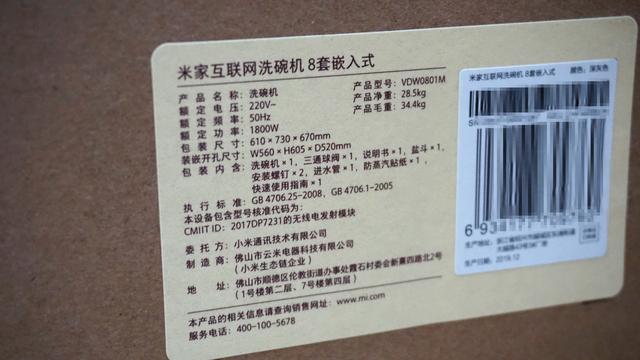 米家互联网洗碗机 8套嵌入式
产品名称：洗碗机 产品型号：VDW0801M
额定电压：220V~ 产品净重：28.5kg
额定频率：50Hz 产品毛重：34.4kg
额定功率：1800W
包装尺寸：610×730×670mm
装嵌开孔尺寸：W560×H605×D520mm
包装内含：洗碗机×1，三通球阀×1，说明书×1，盐斗×1，
安装螺钉×2，进水管×1，防蒸汽贴纸×1，
快速使用指南×1
执行标准：GB 4706.25-2008，GB 4706.1-2005
本设备包含型号核准代码为：
CMIIT ID：2017DP7231的无线电发射模块
委托方：小米通讯技术有限公司
制造商：佛山市云米电器科技有限公司
（小米生态链企业）
地址：佛山市顺德区伦教街道办事处霞石村委会新熹四路北2号
（1号楼第二层、7号楼第四层）
本产品的相关信息请查询销售网址：www.mi.com
服务电话：400-100-5678
米家互联网洗碗机 8套嵌入式 颜色：深灰色
SN
6 93
生产地址：
生产日期：2019.12